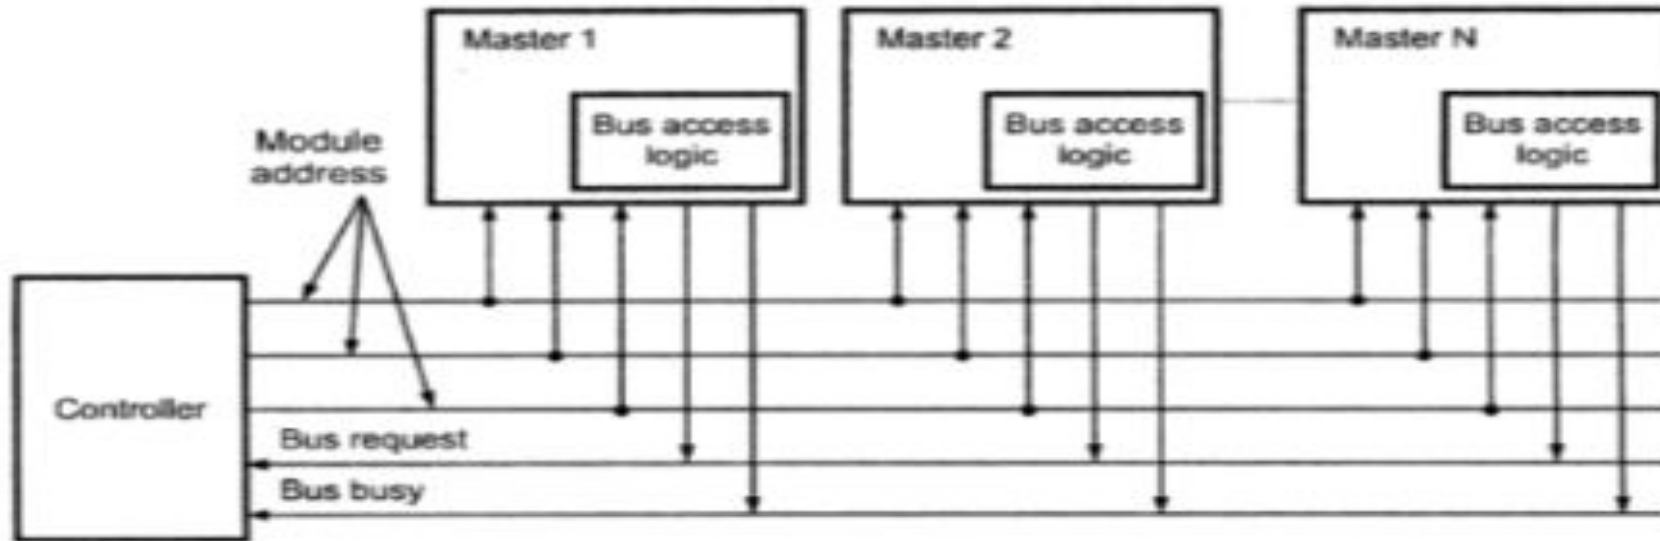 Master 1
Master 2
Master N
Bus access
logic
Bus access
logic
Bus access
logic
Module
address
Controller
Bus request
Bus busy